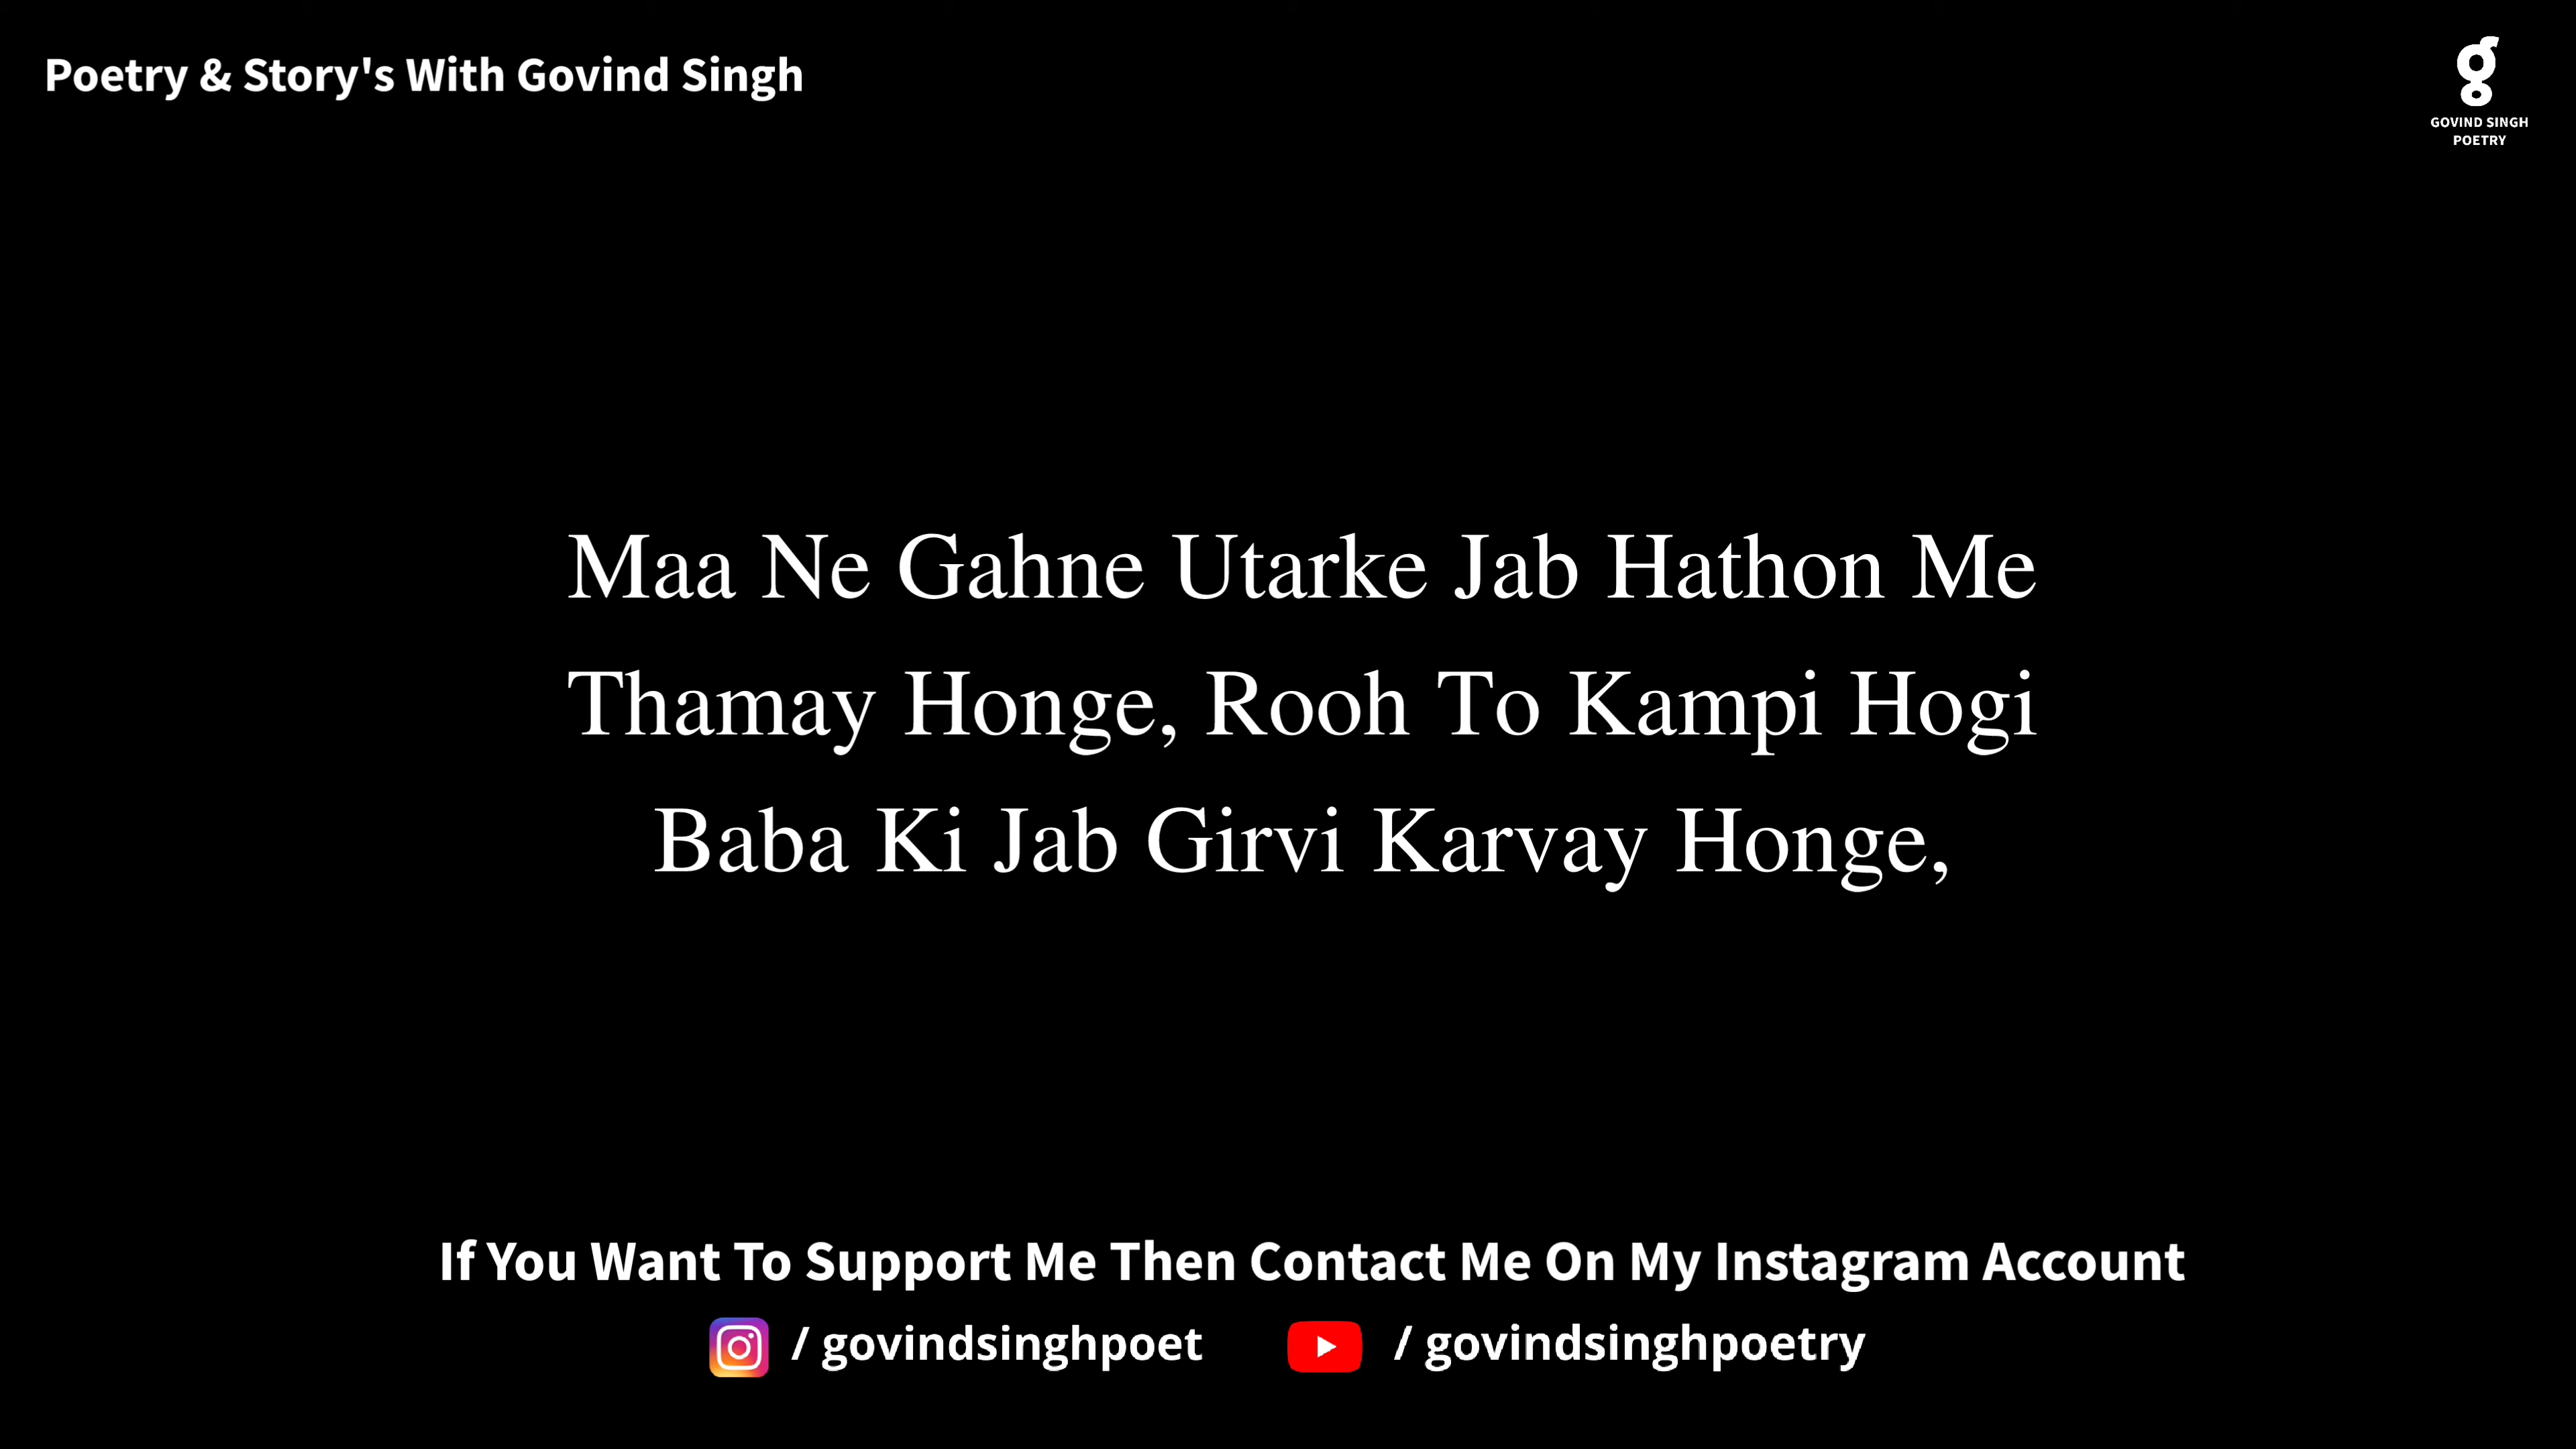 Poetry & Story's With Govind Singh
GOVIND SINGH
POETRY
Maa Ne Gahne Utarke Jab Hathon Me
Thamay Honge, Rooh To Kampi Hogi
Baba Ki Jab Girvi Karvay Honge,
If You Want To Support Me Then Contact Me On My Instagram Account
/ govindsinghpoet / govindsinghpoetry